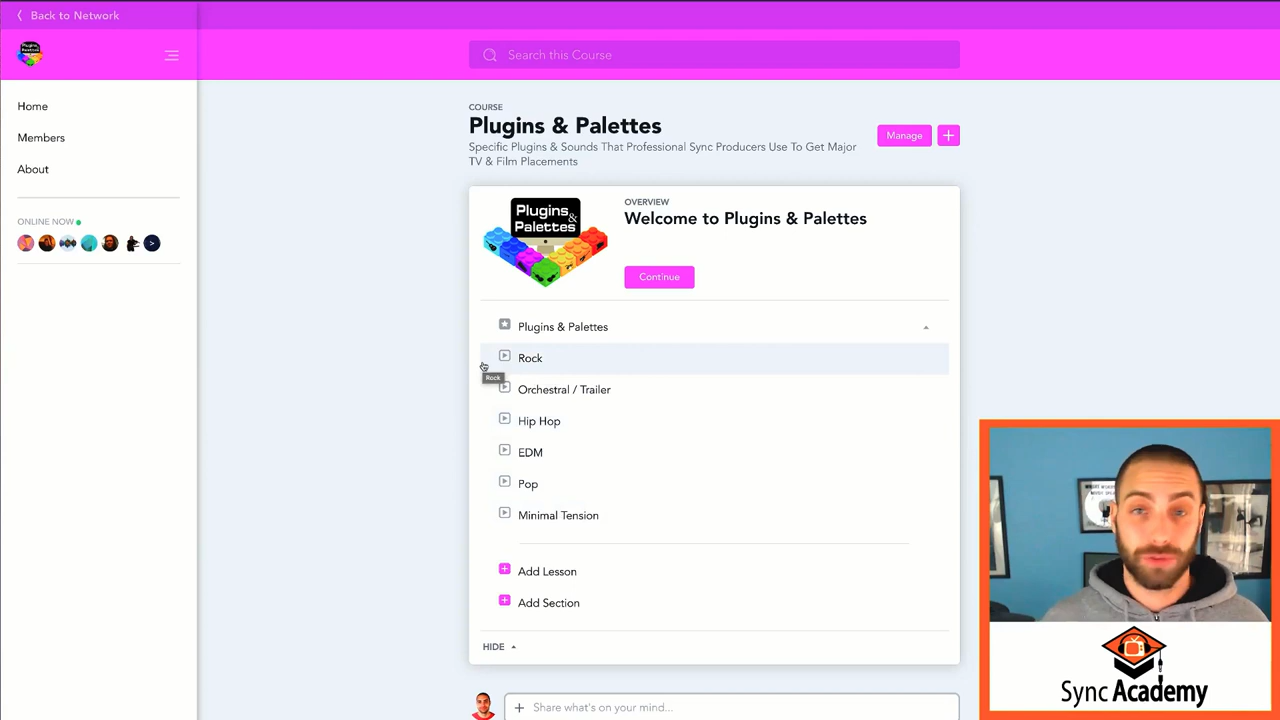 Back to Network
Plugins &
Palettes
Search this Course
Home
Members
About
ONLINE NOW
COURSE
Plugins & Palettes
Specific Plugins & Sounds That Professional Sync Producers Use To Get Major
TV & Film Placements
Manage
Plugins &
Palettes
OVERVIEW
Welcome to Plugins & Palettes
Continue
Plugins & Palettes
Rock
Rock
Orchestral / Trailer
Hip Hop
EDM
Pop
Minimal Tension
Add Lesson
Add Section
HIDE
Share what's on your mind...
Sync Academy